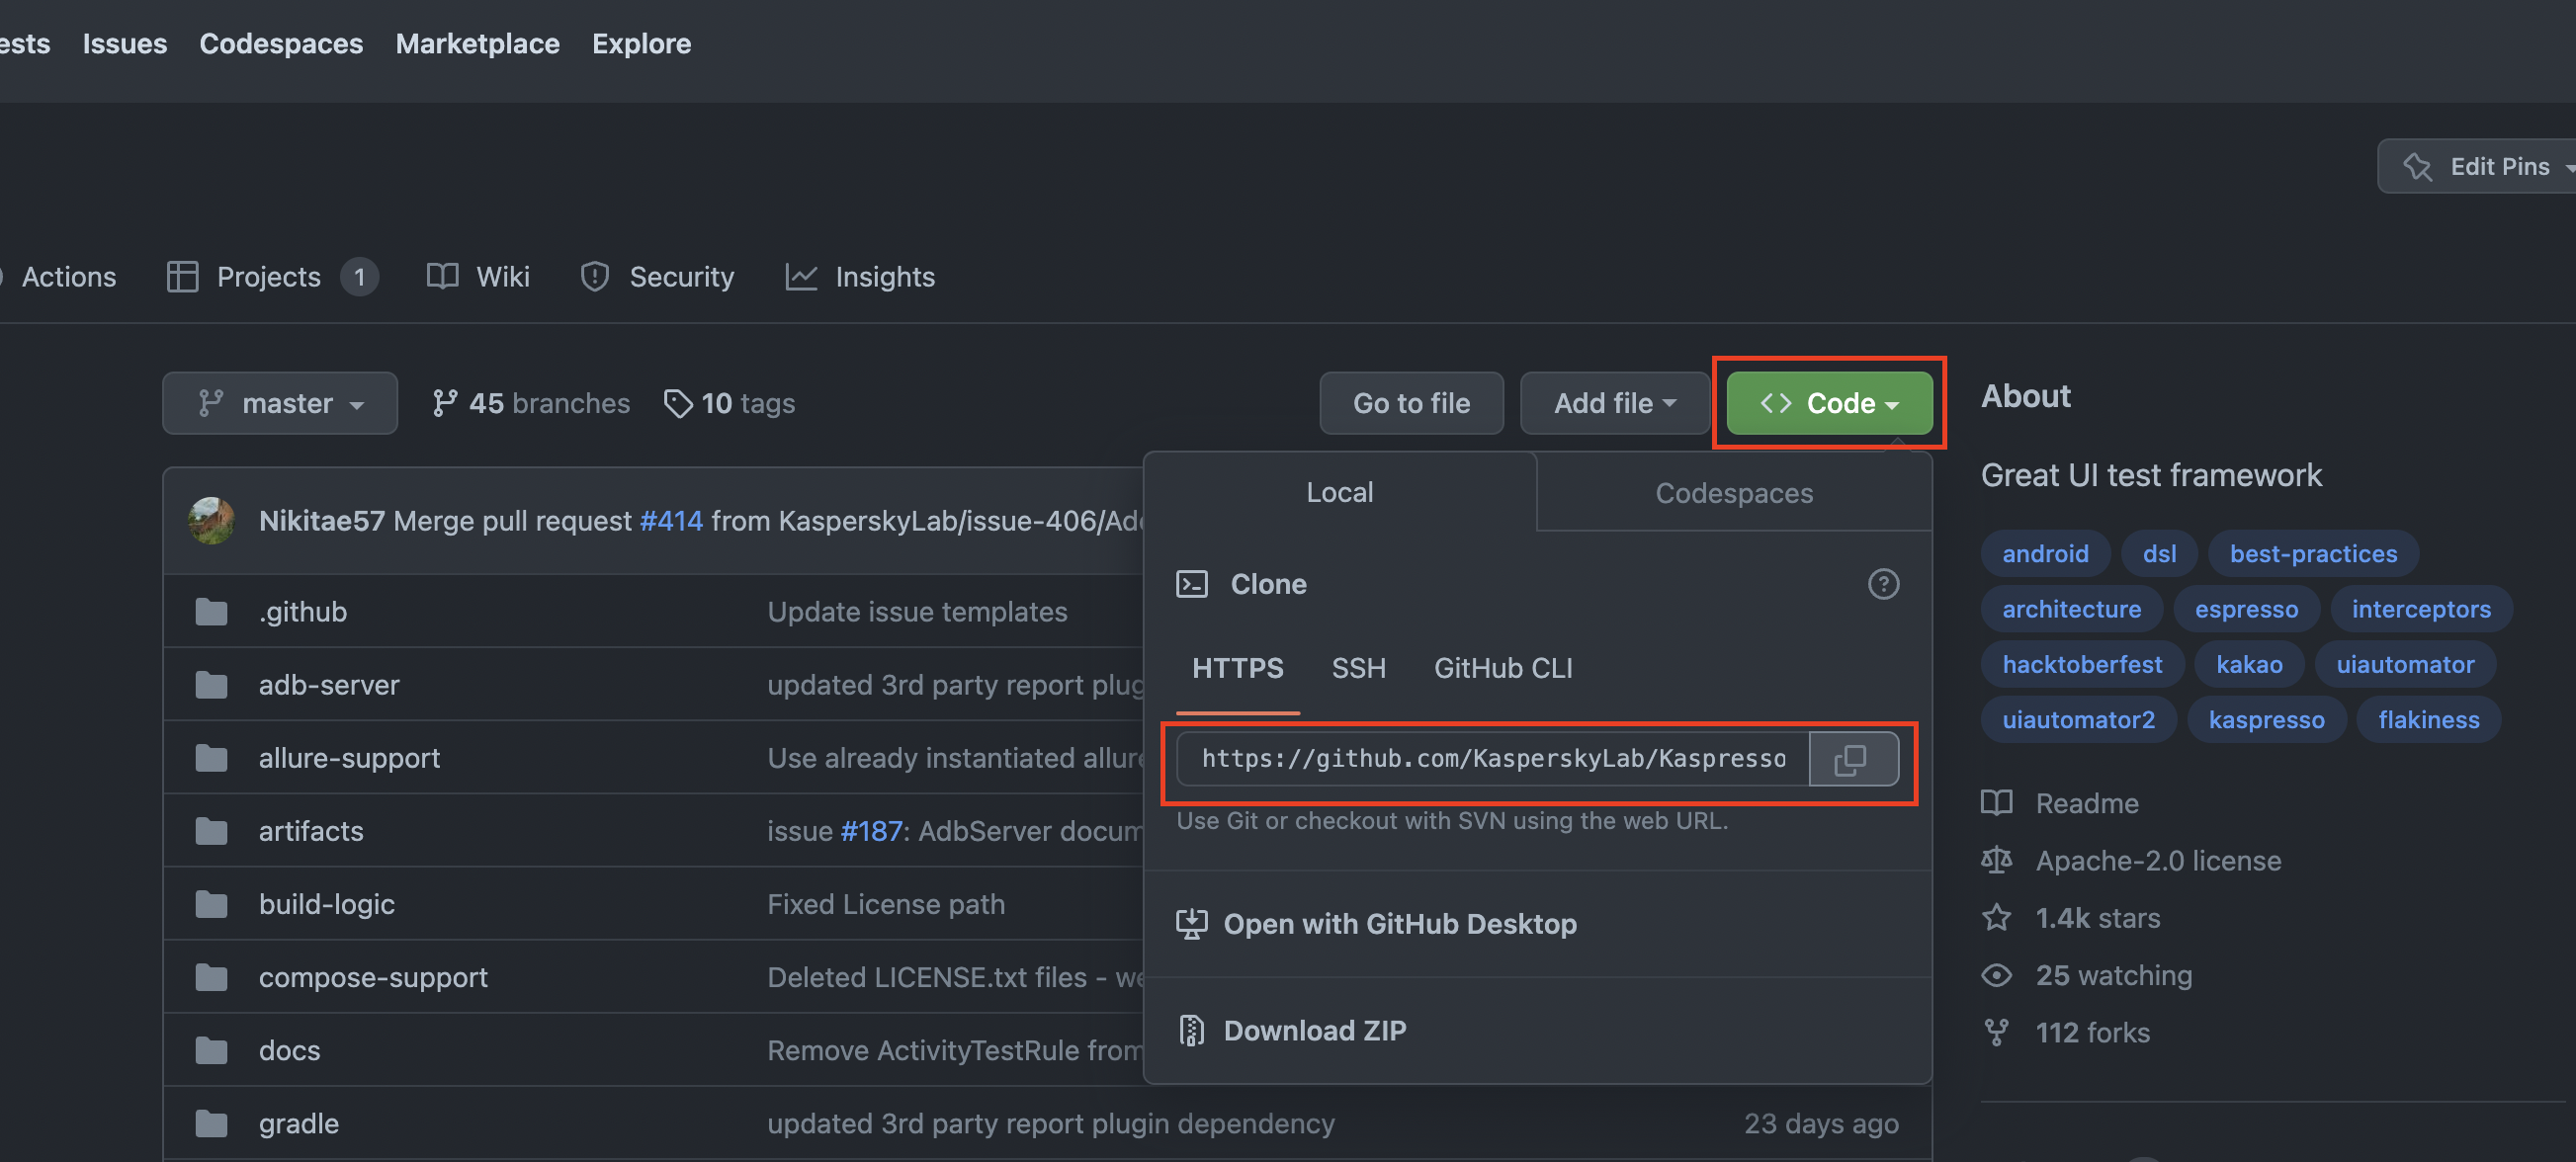 ests Issues Codespaces Marketplace Explore
Edit Pins
Actions Projects 1 Wiki Security Insights
master 45 branches 10 tags Go to file Add file Code
Nikitae57 Merge pull request #414 from KasperskyLab/issue-406/Ad
.github Update issue templates
adb-server updated 3rd party report plug
allure-support Use already instantiated allur
artifacts issue #187: AdbServer docum
build-logic Fixed License path
compose-support Deleted LICENSE.txt files - we
docs Remove ActivityTestRule from
gradle updated 3rd party report plugin dependency 23 days ago
Local Codespaces
Clone
HTTPS SSH GitHub CLI
https://github.com/KasperskyLab/Kaspresso
Use Git or checkout with SVN using the web URL.
Open with GitHub Desktop
Download ZIP
About
Great UI test framework
android dsl best-practices
architecture espresso interceptors
hacktoberfest kakao uiautomator
uiautomator2 kaspresso flakiness
Readme
Apache-2.0 license
1.4k stars
25 watching
112 forks